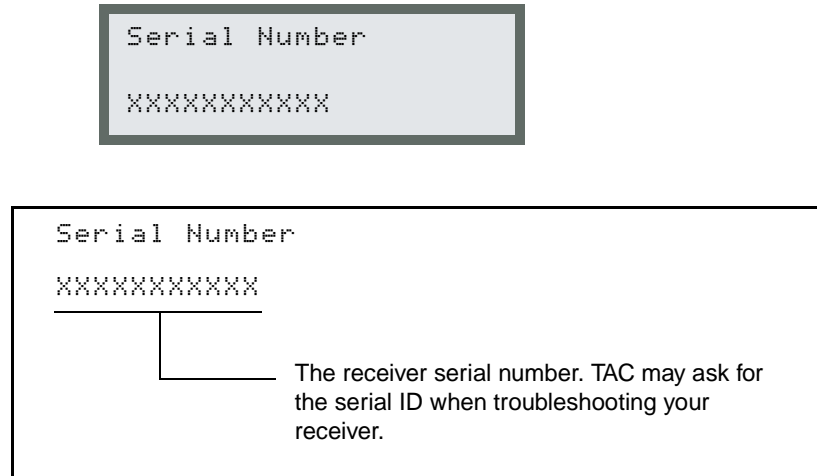 Serial Number
XXXXXXXXXXX
Serial Number
XXXXXXXXXXX
The receiver serial number. TAC may ask for
the serial ID when troubleshooting your
receiver.